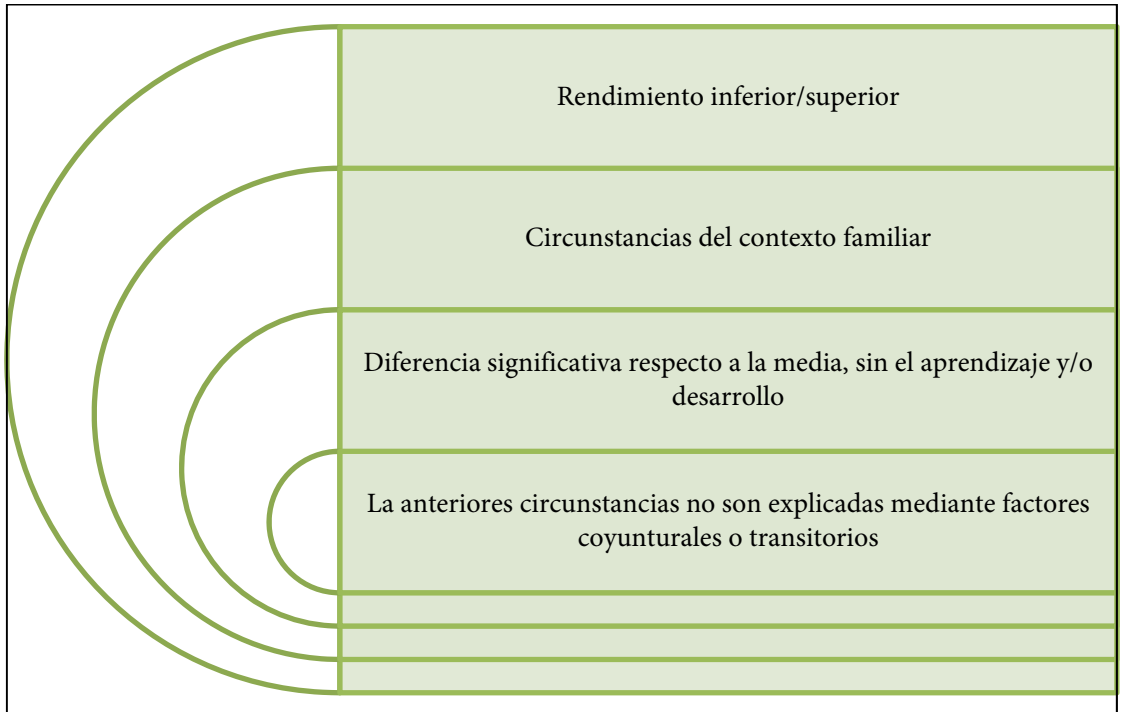 Rendimiento inferior/superior
Circunstancias del contexto familiar
Diferencia significativa respecto a la media, sin el aprendizaje y/o
desarrollo
La anteriores circunstancias no son explicadas mediante factores
coyunturales o transitorios